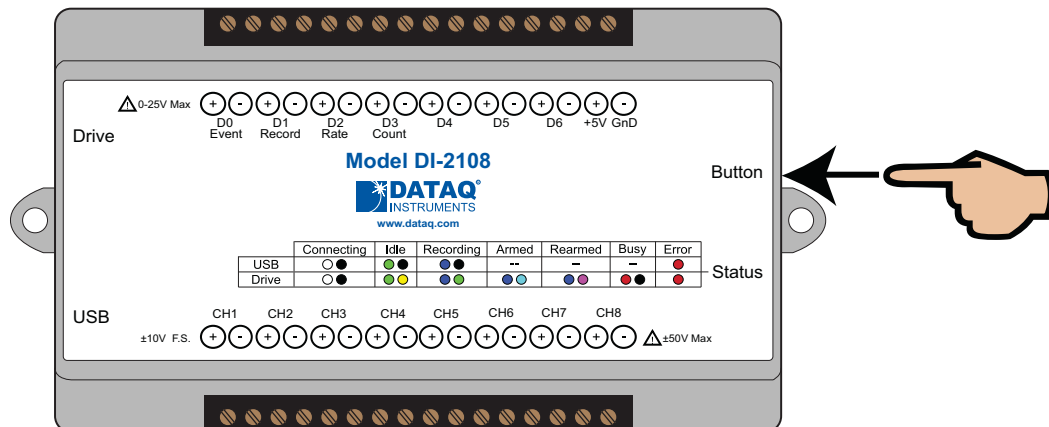 0-25V Max + - + - + - + - + - + - + - + -
D0 D1 D2 D3 D4 D5 D6 +5V GnD
Event Record Rate Count
Drive
Model DI-2108
DATAQ®
INSTRUMENTS
www.dataq.com
Button
Connecting Idle Recording Armed Rearmed Busy Error
USB -- – –
Drive
Status
USB
CH1 CH2 CH3 CH4 CH5 CH6 CH7 CH8
±10V F.S. + - + - + - + - + - + - + - + - ±50V Max